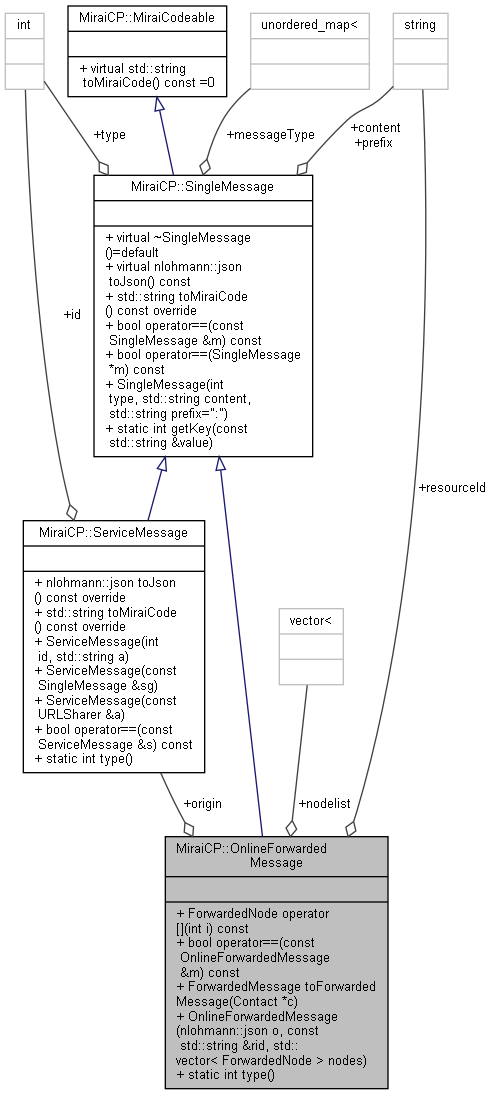 int
MiraiCP::MiraiCodeable
+ virtual std::string
toMiraiCode() const =0
unordered_map<
string
+type
+messageType
+content
+prefix
MiraiCP::SingleMessage
+ virtual ~SingleMessage
()=default
+ virtual nlohmann::json
toJson() const
+ std::string toMiraiCode
() const override
+ bool operator==(const
SingleMessage &m) const
+ bool operator==(SingleMessage
*m) const
+ SingleMessage(int
type, std::string content,
std::string prefix=":")
+ static int getKey(const
std::string &value)
+id
+resourceId
MiraiCP::ServiceMessage
+ nlohmann::json toJson
() const override
+ std::string toMiraiCode
() const override
+ ServiceMessage(int
id, std::string a)
+ ServiceMessage(const
SingleMessage &sg)
+ ServiceMessage(const
URLSharer &a)
+ bool operator==(const
ServiceMessage &s) const
+ static int type()
vector<
+origin
+nodelist
MiraiCP::OnlineForwarded
Message
+ ForwardedNode operator
[](int i) const
+ bool operator==(const
OnlineForwardedMessage
&m) const
+ ForwardedMessage toForwarded
Message(Contact *c)
+ OnlineForwardedMessage
(nlohmann::json o, const
std::string &rid, std::
vector< ForwardedNode > nodes)
+ static int type()